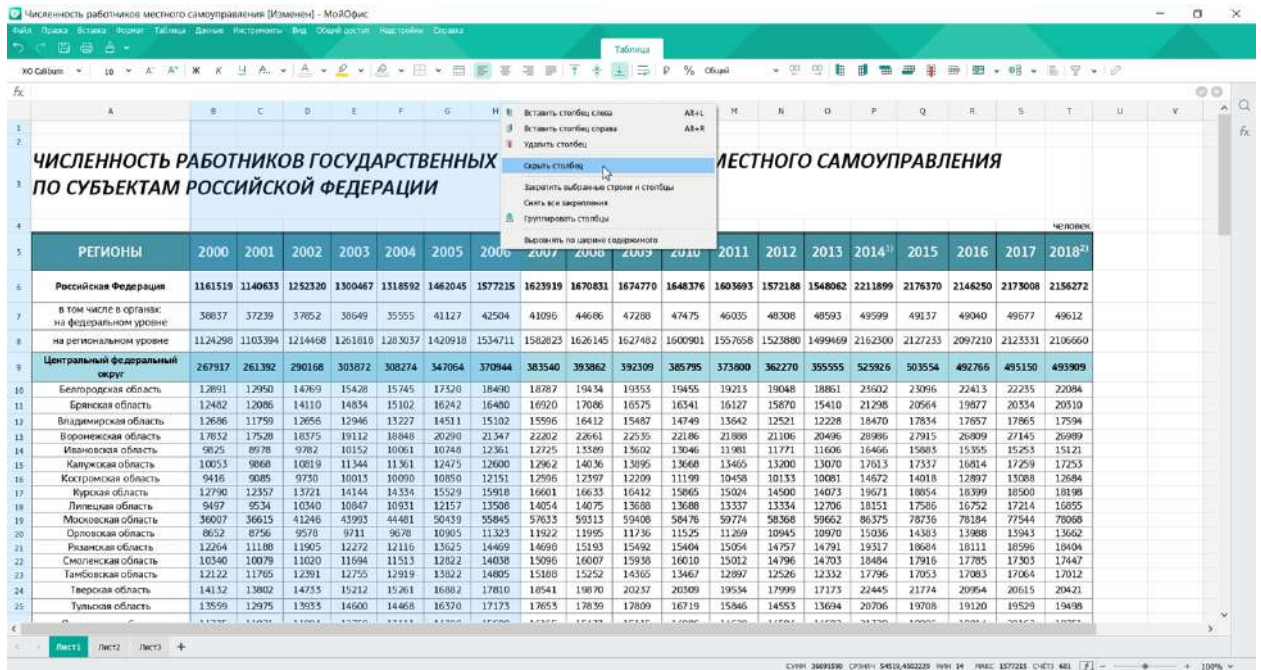 Численность работников местного самоуправления [Изменен] - МойОфис
Файл Правка Вставка Формат Таблица Данные Инструменты Вид Общий доступ Надстройки Справка
Таблица
XO Calibum 10 Ж К Ч Общий
fx
A B C D E F G H M N O P Q R S T U V
Вставить столбец слева Alt+L
Вставить столбец справа Alt+R
Удалить столбец
Скрыть столбец
Закрепить выбранные строки и столбцы
Снять все закрепления
Группировать столбцы
Выровнять по ширине содержимого
ЧИСЛЕННОСТЬ РАБОТНИКОВ ГОСУДАРСТВЕННЫХ МЕСТНОГО САМОУПРАВЛЕНИЯ
ПО СУБЪЕКТАМ РОССИЙСКОЙ ФЕДЕРАЦИИ
человек
РЕГИОНЫ 2000 2001 2002 2003 2004 2005 2006 2007 2008 2009 2010 2011 2012 2013 2014¹⁾ 2015 2016 2017 2018²⁾
Российская Федерация 1161519 1140633 1252320 1300467 1318592 1462045 1577215 1623919 1670831 1674770 1648376 1603693 1572188 1548062 2211899 2176370 2146250 2173008 2156272
в том числе в органах:
на федеральном уровне 38837 37239 37852 38649 35555 41127 42504 41096 44686 47288 47475 46035 48308 48593 49599 49137 49040 49677 49612
на региональном уровне 1124298 1103394 1214468 1261818 1283037 1420918 1534711 1582823 1626145 1627482 1600901 1557658 1523880 1499469 2162300 2127233 2097210 2123331 2106660
Центральный федеральный
округ 267917 261392 290168 303872 308274 347064 370944 383540 393862 392309 385795 373800 362270 355555 525926 503554 492766 495150 493909
Белгородская область 12891 12950 14769 15428 15745 17320 18490 18787 19434 19353 19455 19213 19048 18861 23602 23096 22413 22235 22084
Брянская область 12482 12086 14110 14834 15102 16242 16480 16920 17086 16575 16341 16127 15870 15410 21298 20564 19877 20334 20310
Владимирская область 12686 11759 12656 12946 13227 14511 15102 15596 16412 15487 14749 13642 12521 12228 18470 17834 17657 17865 17594
Воронежская область 17832 17528 18375 19112 18848 20290 21347 22202 22661 22535 22186 21888 21106 20496 28986 27915 26809 27145 26989
Ивановская область 9825 8978 9782 10152 10061 10748 12361 12725 13389 13602 13046 11981 11771 11606 16466 15883 15355 15253 15121
Калужская область 10053 9868 10819 11344 11361 12475 12600 12962 14036 13895 13668 13465 13200 13070 17613 17337 16814 17259 17253
Костромская область 9416 9085 9730 10013 10090 10850 12151 12596 12397 12209 11199 10458 10133 10081 14672 14018 12897 13088 12684
Курская область 12790 12357 13721 14144 14334 15529 15918 16601 16633 16412 15865 15024 14500 14073 19671 18854 18399 18500 18198
Липецкая область 9497 9534 10340 10847 10931 12157 13508 14054 14075 13688 13688 13337 13334 12706 18151 17586 16752 17214 16855
Московская область 36007 36615 41246 43993 44481 50439 55845 57633 59313 59408 58476 59774 58368 59662 86375 78736 78184 77544 78068
Орловская область 8652 8756 9578 9711 9678 10905 11323 11922 11995 11736 11525 11269 10945 10970 15036 14383 13988 13943 13662
Рязанская область 12264 11188 11905 12272 12116 13625 14469 14698 15193 15492 15404 15054 14757 14791 19317 18684 18111 18596 18404
Смоленская область 10340 10079 11020 11694 11513 12822 14038 15096 16007 15938 16010 15012 14796 14703 18484 17916 17785 17303 17447
Тамбовская область 12122 11765 12391 12755 12919 13822 14805 15188 15252 14365 13467 12897 12526 12332 17796 17053 17083 17064 17012
Тверская область 14132 13802 14733 15212 15261 16882 17810 18541 19870 20237 20309 19534 17999 17173 22445 21774 20954 20615 20421
Тульская область 13559 12975 13933 14600 14468 16370 17173 17653 17839 17809 16719 15846 14553 13694 20706 19708 19120 19529 19498
Лист1 Лист2 Лист3 +
100%